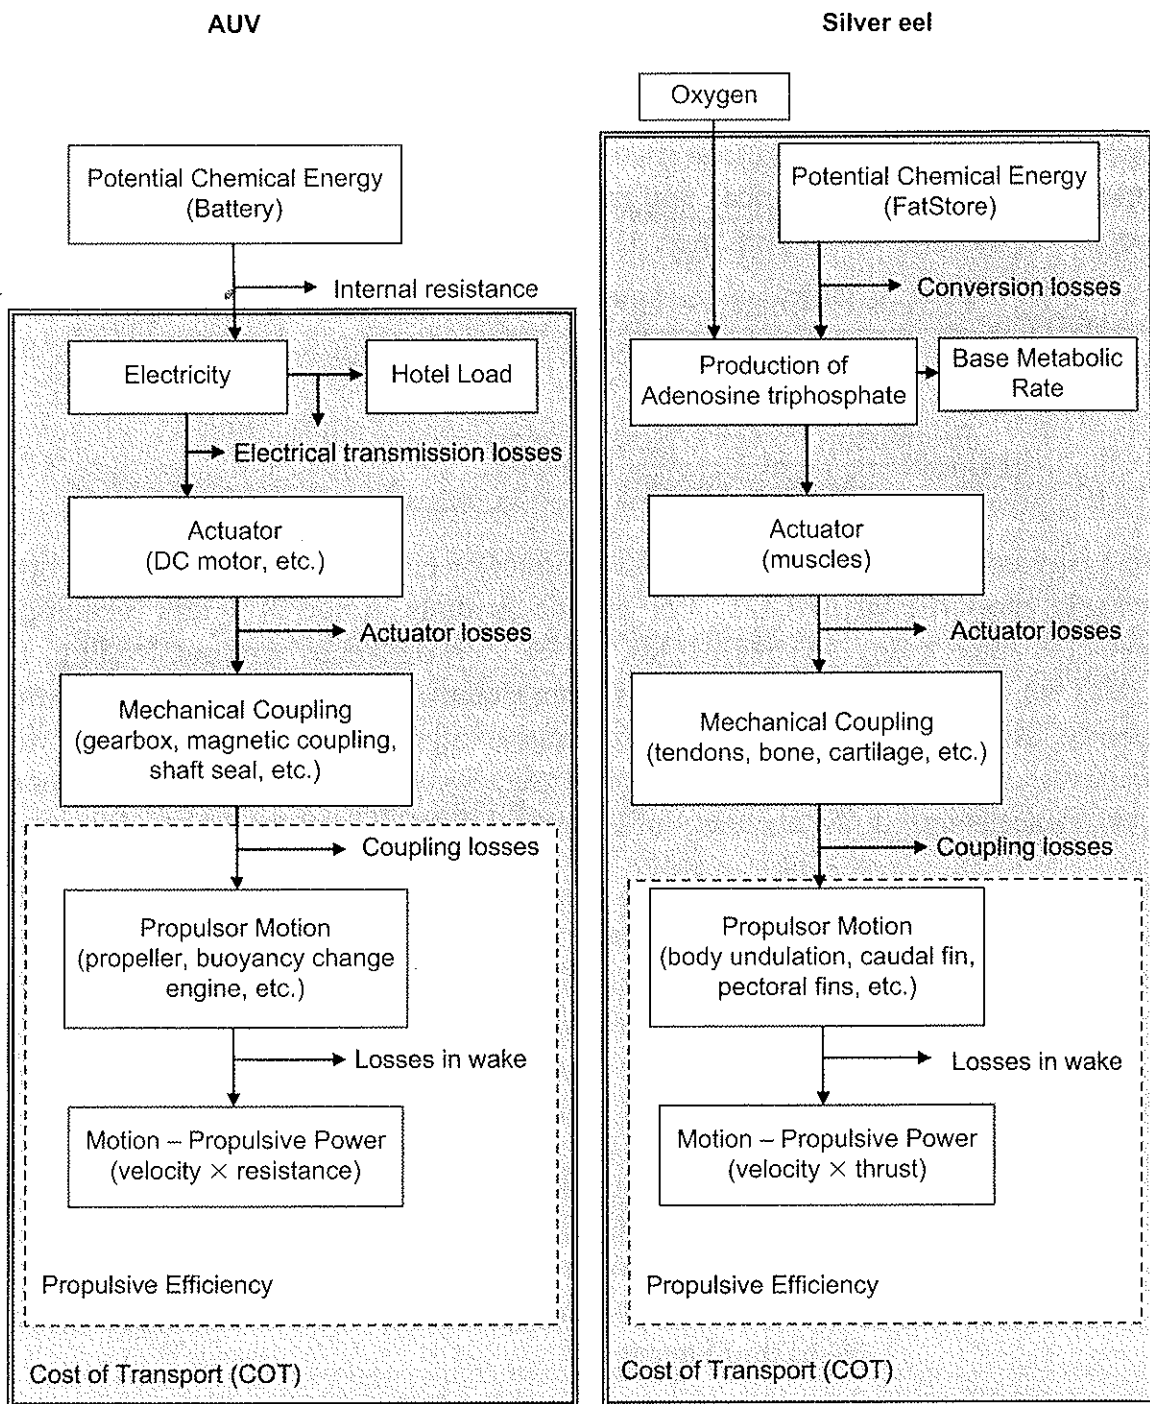 AUV
Potential Chemical Energy
(Battery)
Internal resistance
Electricity
Hotel Load
Electrical transmission losses
Actuator
(DC motor, etc.)
Actuator losses
Mechanical Coupling
(gearbox, magnetic coupling,
shaft seal, etc.)
Coupling losses
Propulsor Motion
(propeller, buoyancy change
engine, etc.)
Losses in wake
Motion – Propulsive Power
(velocity × resistance)
Propulsive Efficiency
Cost of Transport (COT)
Silver eel
Oxygen
Potential Chemical Energy
(FatStore)
Conversion losses
Production of
Adenosine triphosphate
Base Metabolic
Rate
Actuator
(muscles)
Actuator losses
Mechanical Coupling
(tendons, bone, cartilage, etc.)
Coupling losses
Propulsor Motion
(body undulation, caudal fin,
pectoral fins, etc.)
Losses in wake
Motion – Propulsive Power
(velocity × thrust)
Propulsive Efficiency
Cost of Transport (COT)